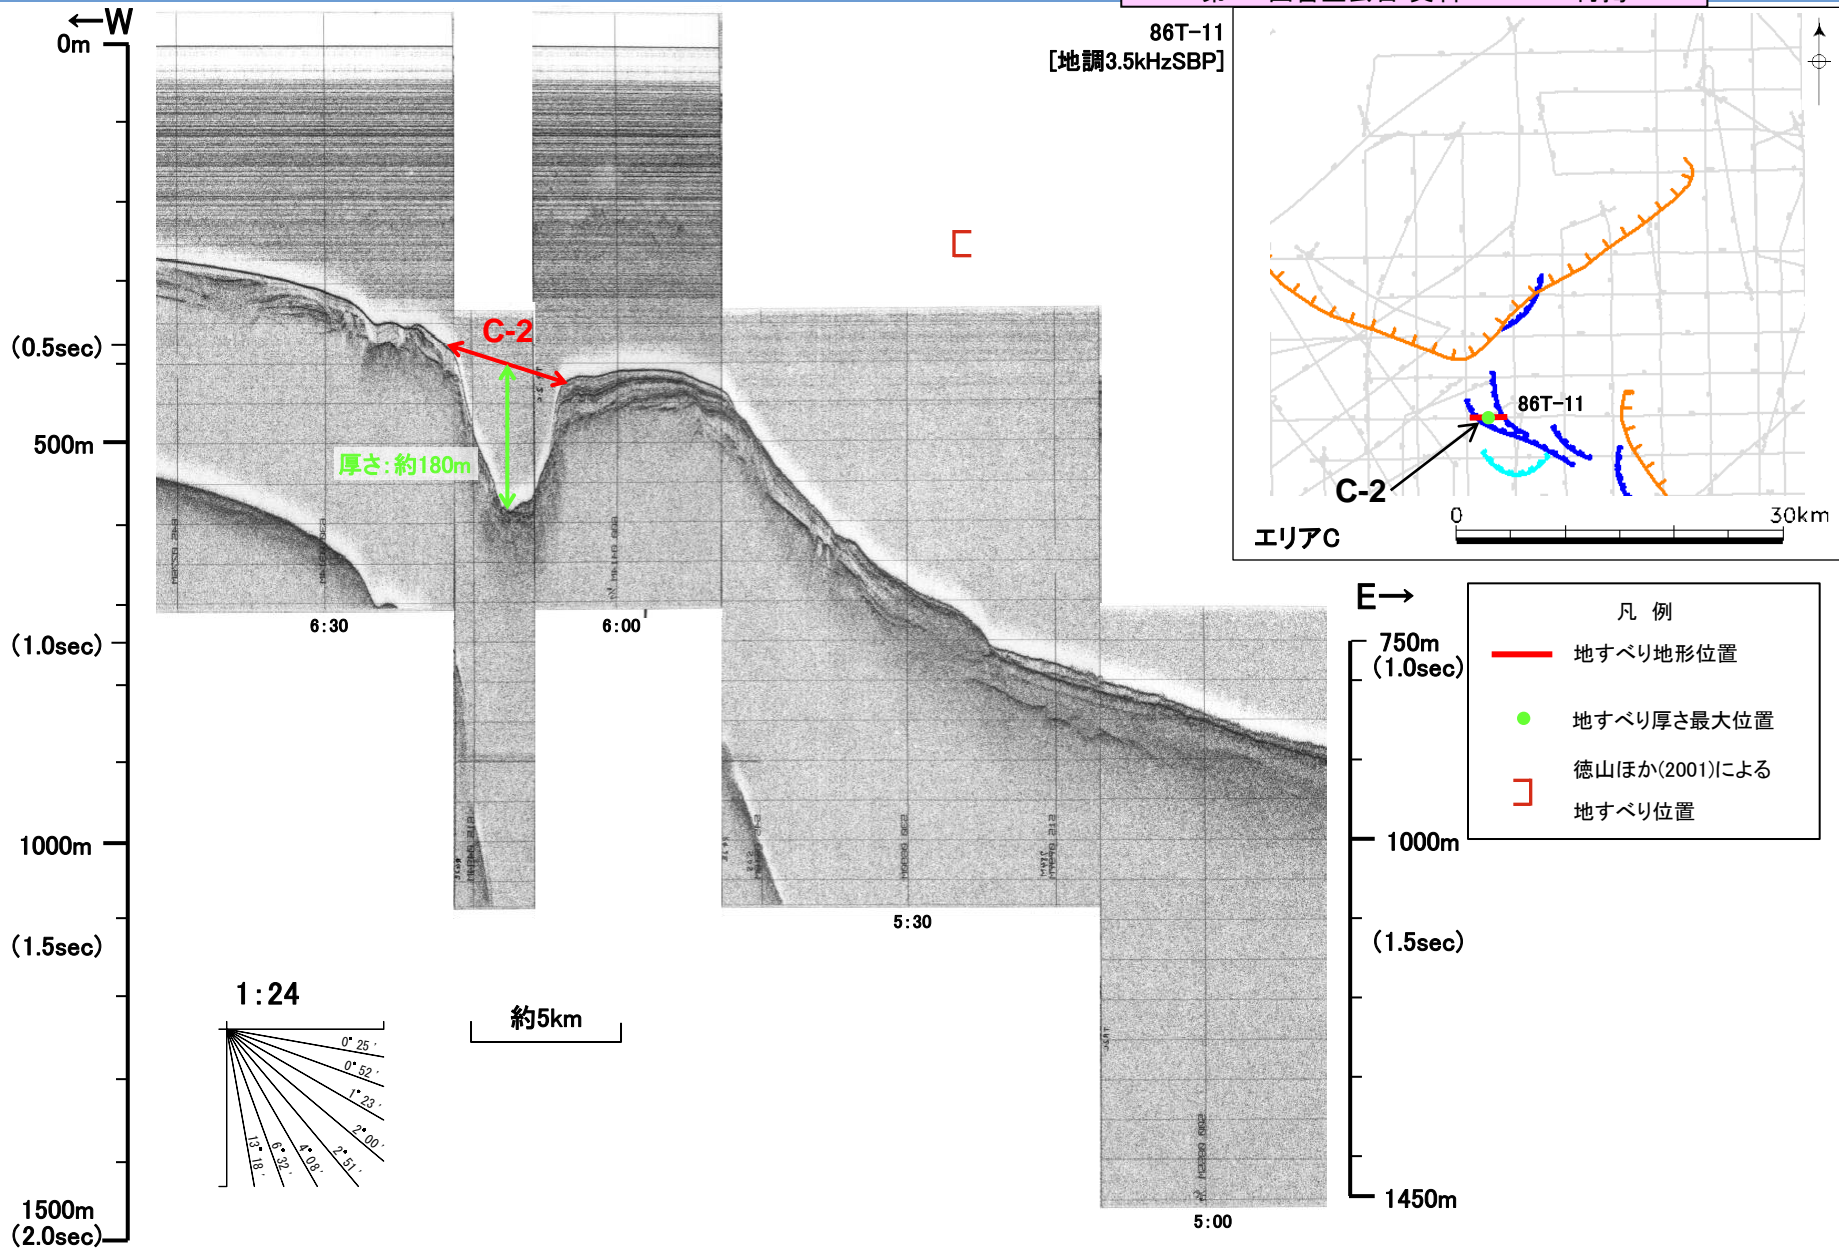 ←W
0m
(0.5sec)
500m
(1.0sec)
1000m
(1.5sec)
1500m
(2.0sec)
86T-11
[地調3.5kHzSBP]
C-2
厚さ:約180m
6:30
6:00
5:30
5:00
1:24
0°25'
0°52'
1°23'
2°00'
2°51'
4°08'
6°32'
13°18'
約5km
86T-11
C-2
エリアC
0
30km
E→
750m
(1.0sec)
1000m
(1.5sec)
1450m
凡 例
地すべり地形位置
地すべり厚さ最大位置
徳山ほか(2001)による
地すべり位置